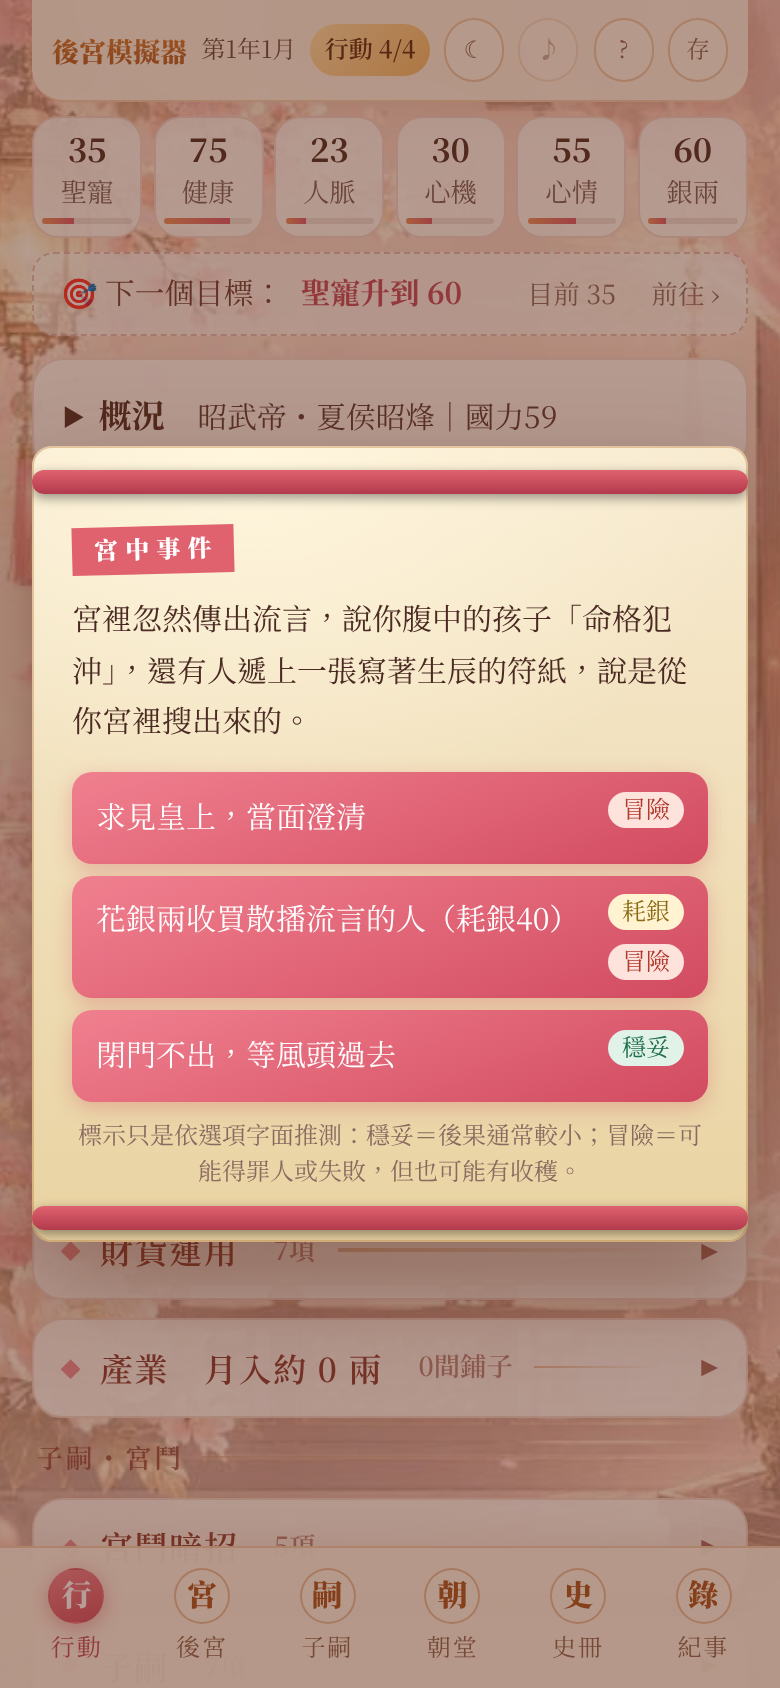 後宮模擬器 第1年1月 行動 4/4 ☾ ♪ ? 存
35 75 23 30 55 60
聖寵 健康 人脈 心機 心情 銀兩
下一個目標： 聖寵升到 60 目前 35 前往 ›
▶ 概況 昭武帝・夏侯昭烽｜國力59
宮中事件
宮裡忽然傳出流言，說你腹中的孩子「命格犯
沖」，還有人遞上一張寫著生辰的符紙，說是從
你宮裡搜出來的。
求見皇上，當面澄清 冒險
花銀兩收買散播流言的人（耗銀40） 耗銀
冒險
閉門不出，等風頭過去 穩妥
標示只是依選項字面推測：穩妥＝後果通常較小；冒險＝可
能得罪人或失敗，但也可能有收穫。
財貨運用 7項 ▶
產業 月入約 0 兩 0間鋪子 ▶
子嗣・宮鬥
宮鬥暗招 5項
行 宮 嗣 朝 史 錄
行動 後宮 子嗣 朝堂 史冊 紀事